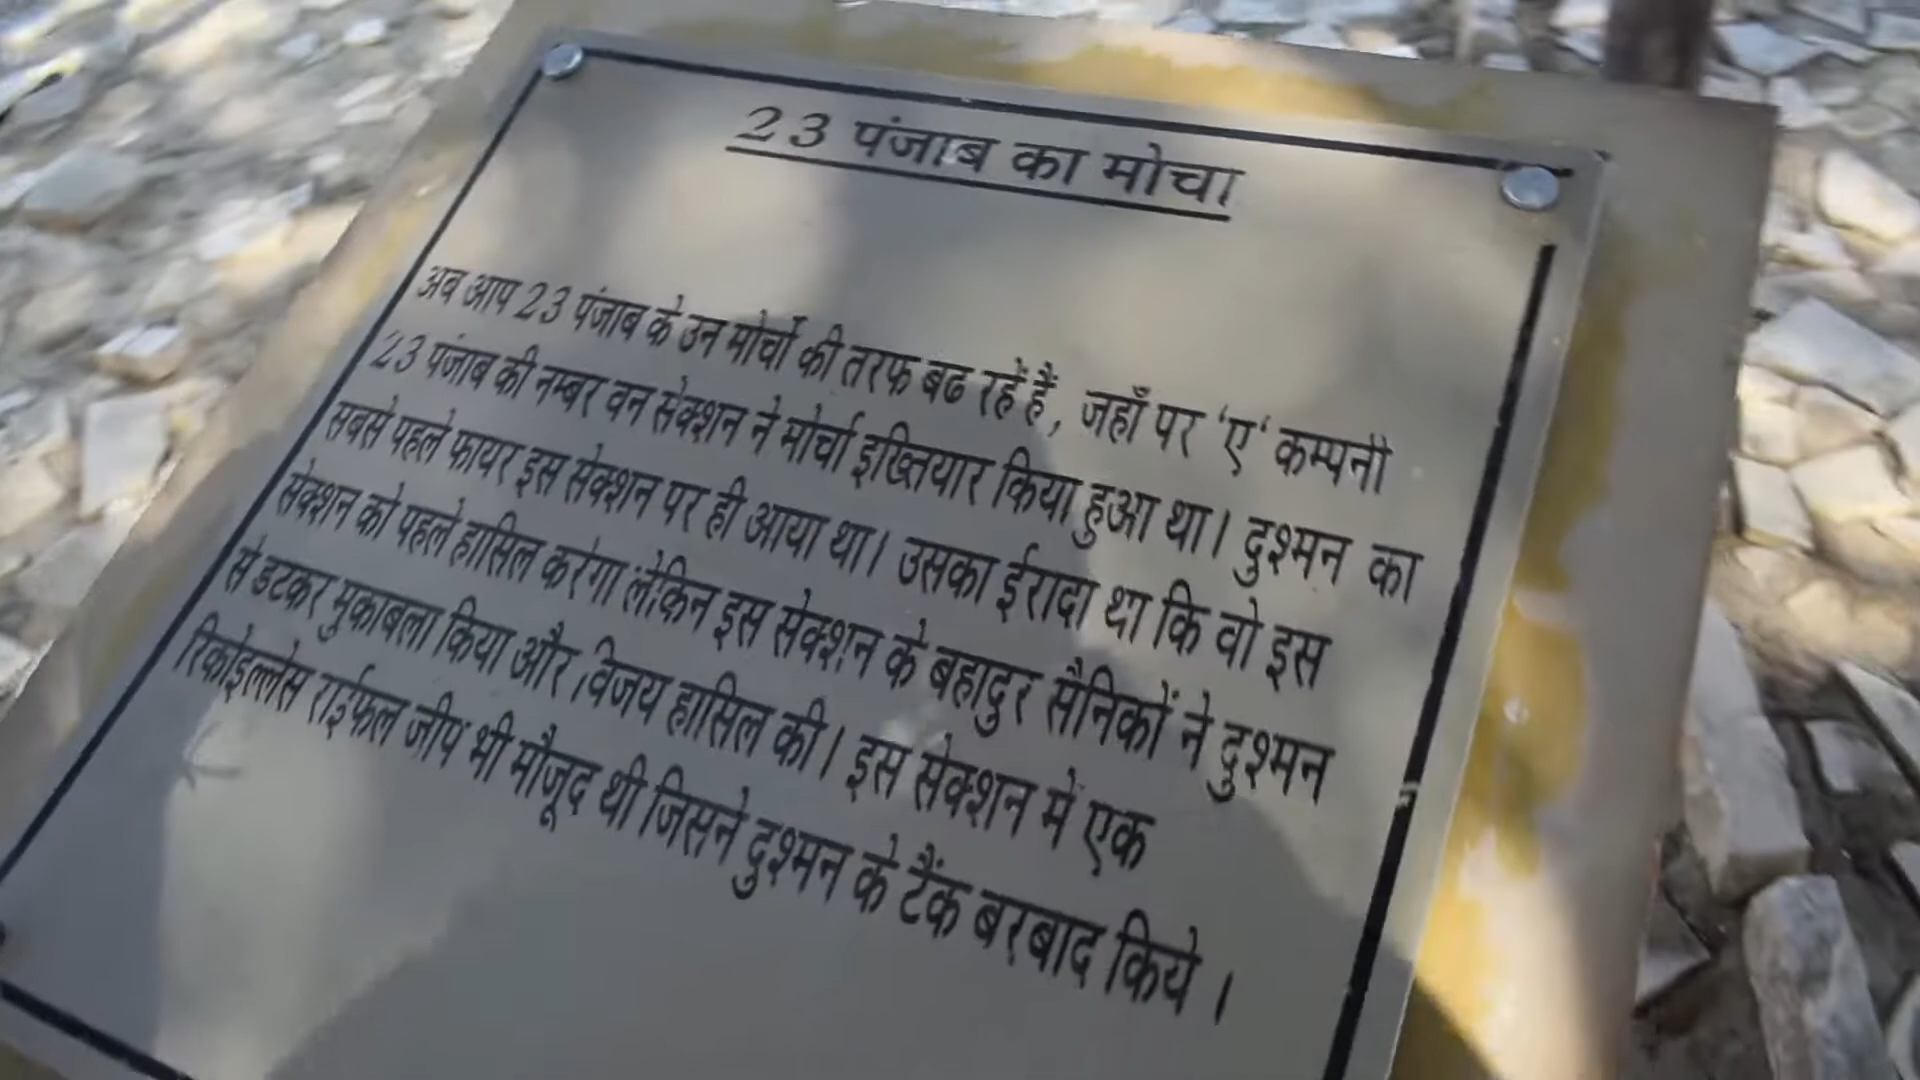 23 पंजाब का मोचा
अब आप 23 पंजाब के उन मोर्चों की तरफ बढ रहें हैं, जहाँ पर ‘ए‘ कम्पनी
23 पंजाब की नम्बर वन सेक्शन ने मोर्चा इख्तियार किया हुआ था। दुश्मन का
सबसे पहले फायर इस सेक्शन पर ही आया था। उसका ईरादा था कि वो इस
सेक्शन को पहले हासिल करेगा लेकिन इस सेक्शन के बहादुर सैनिकों ने दुश्मन
से डटकर मुकाबला किया और विजय हासिल की। इस सेक्शन में एक
रिकोइल्लेस राईफल जीप भी मौजूद थी जिसने दुश्मन के टैंक बरबाद किये।